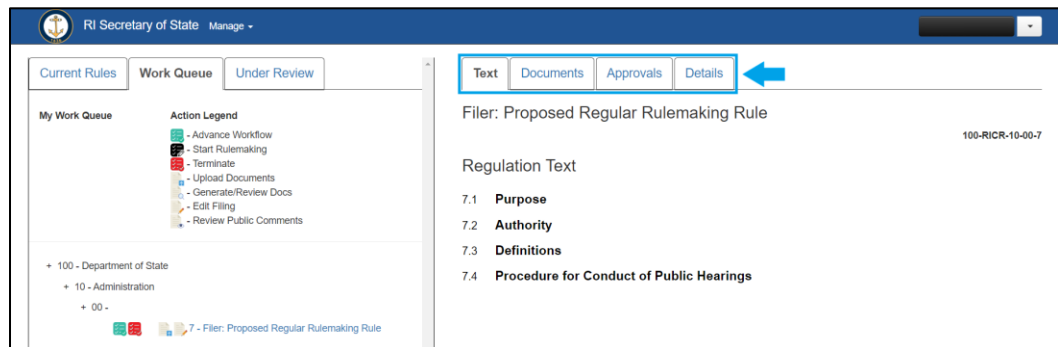 RI Secretary of State Manage
Current Rules Work Queue Under Review
My Work Queue Action Legend
- Advance Workflow
- Start Rulemaking
- Terminate
- Upload Documents
- Generate/Review Docs
- Edit Filing
- Review Public Comments
+ 100 - Department of State
+ 10 - Administration
+ 00 -
7 - Filer: Proposed Regular Rulemaking Rule
Text Documents Approvals Details
Filer: Proposed Regular Rulemaking Rule
100-RICR-10-00-7
Regulation Text
7.1 Purpose
7.2 Authority
7.3 Definitions
7.4 Procedure for Conduct of Public Hearings